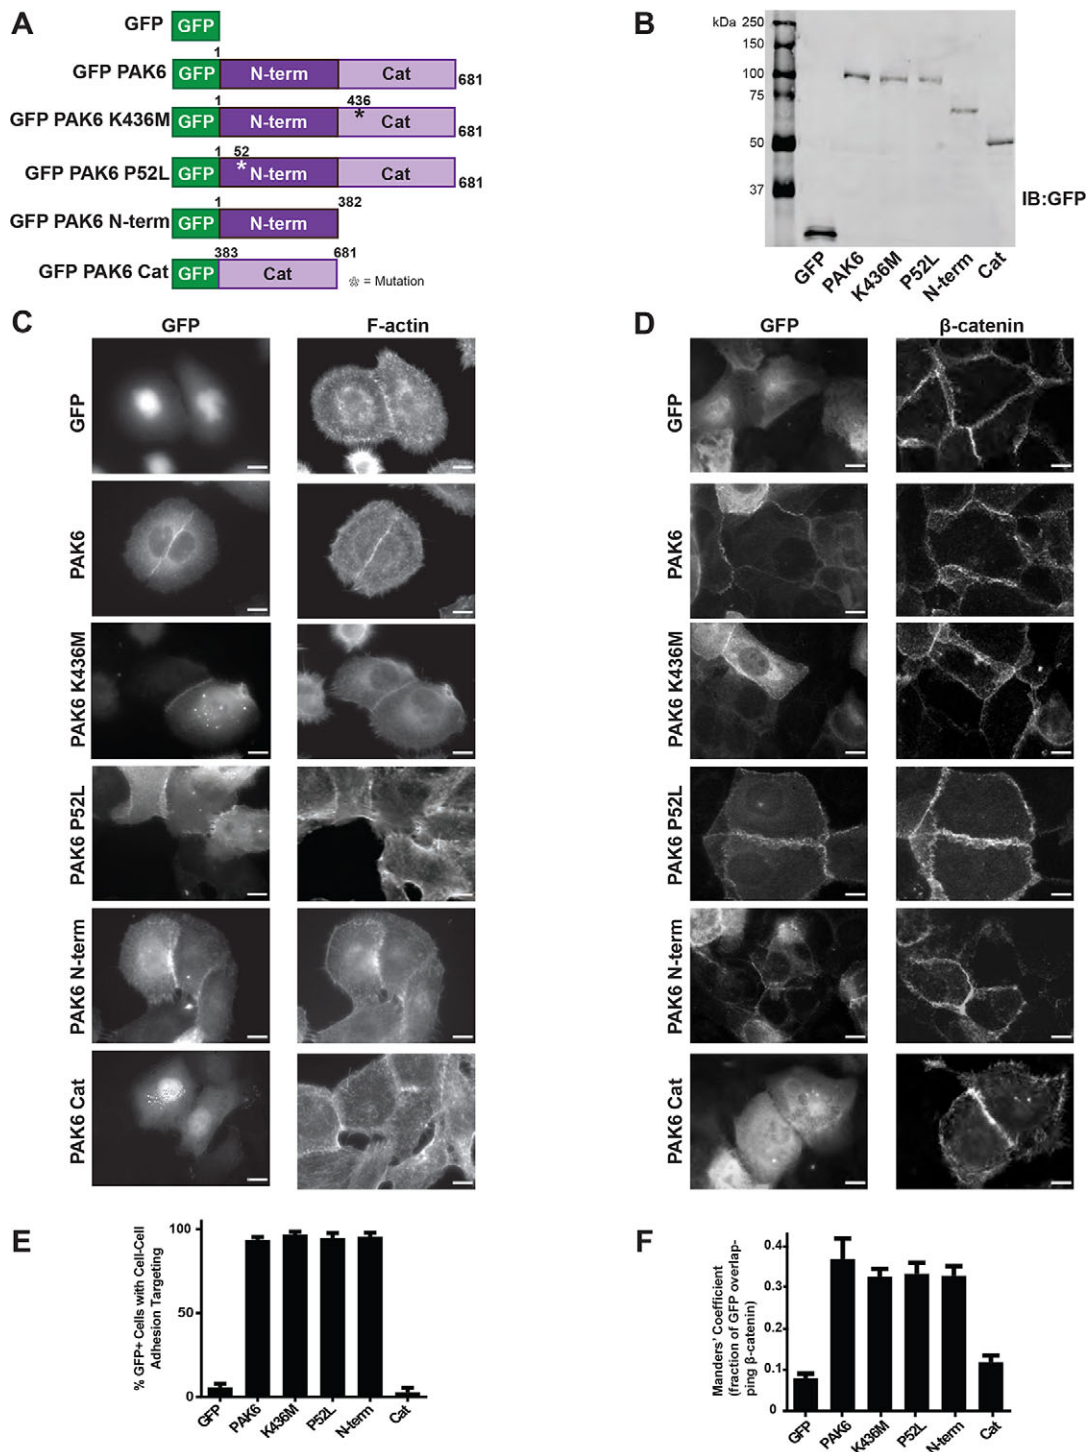 A
GFP
GFP
1
GFP PAK6
GFP
N-term
Cat
681
1
436
GFP PAK6 K436M
GFP
N-term
*
Cat
681
1
52
GFP PAK6 P52L
GFP
*
N-term
Cat
681
1
382
GFP PAK6 N-term
GFP
N-term
383
681
GFP PAK6 Cat
GFP
Cat
* = Mutation
B
kDa 250
150
100
75
50
37
IB:GFP
GFP
PAK6
K436M
P52L
N-term
Cat
C
GFP
F-actin
GFP
PAK6
PAK6 K436M
PAK6 P52L
PAK6 N-term
PAK6 Cat
D
GFP
β-catenin
GFP
PAK6
PAK6 K436M
PAK6 P52L
PAK6 N-term
PAK6 Cat
E
% GFP+ Cells with Cell-Cell
Adhesion Targeting
100
50
0
GFP
PAK6
K436M
P52L
N-term
Cat
F
Manders' Coefficient
(fraction of GFP overlap-
ping β-catenin)
0.4
0.3
0.2
0.1
0
GFP
PAK6
K436M
P52L
N-term
Cat